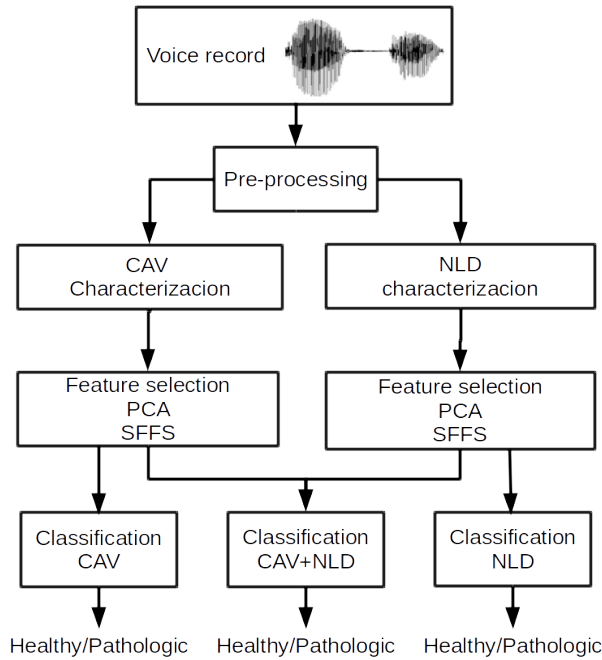 Voice record
Pre-processing
CAV
Characterizacion
NLD
characterizacion
Feature selection
PCA
SFFS
Feature selection
PCA
SFFS
Classification
CAV
Classification
CAV+NLD
Classification
NLD
Healthy/Pathologic
Healthy/Pathologic
Healthy/Pathologic